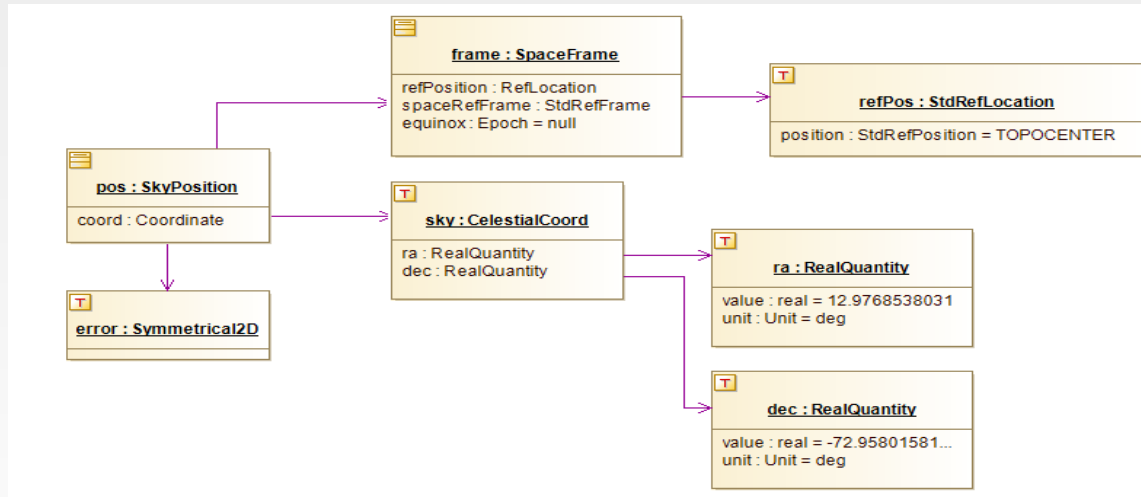 frame : SpaceFrame
refPosition : RefLocation
spaceRefFrame : StdRefFrame
equinox : Epoch = null
T
refPos : StdRefLocation
position : StdRefPosition = TOPOCENTER
pos : SkyPosition
coord : Coordinate
T
sky : CelestialCoord
ra : RealQuantity
dec : RealQuantity
T
error : Symmetrical2D
T
ra : RealQuantity
value : real = 12.9768538031
unit : Unit = deg
T
dec : RealQuantity
value : real = -72.95801581...
unit : Unit = deg